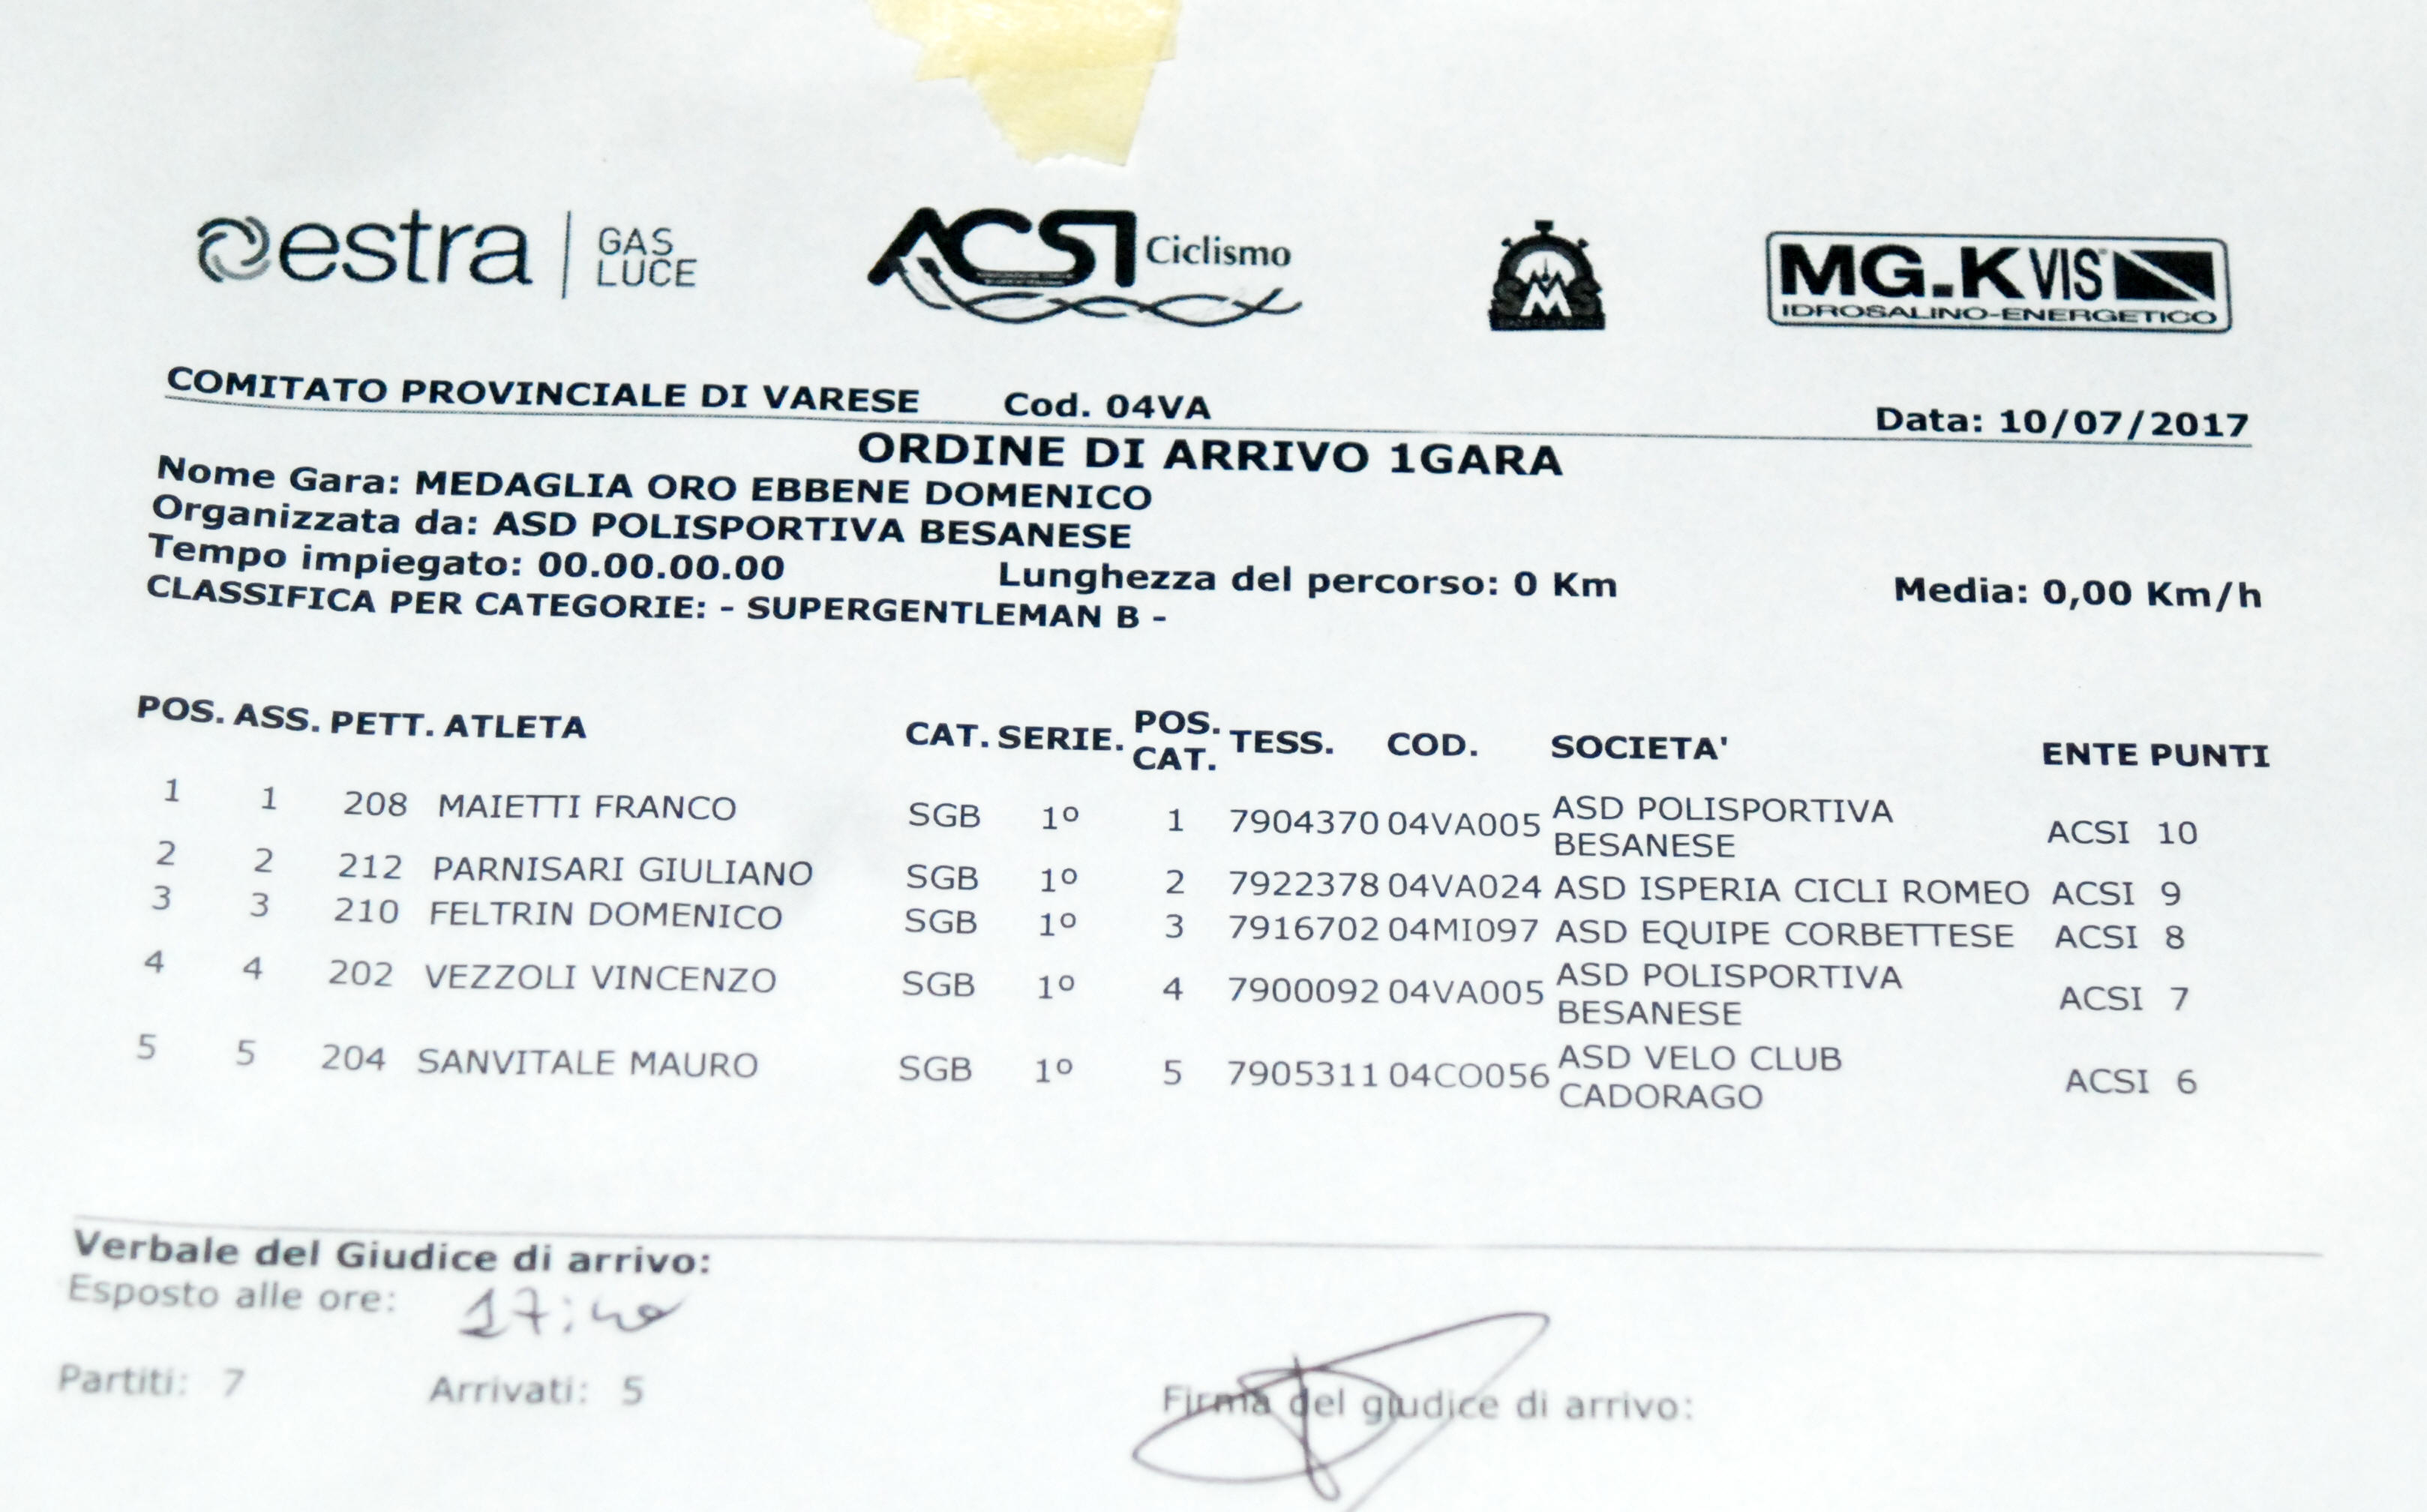 estra | GAS LUCE
ACSI Ciclismo
SMS
MG.K VIS
IDROSALINO-ENERGETICO
COMITATO PROVINCIALE DI VARESE Cod. 04VA Data: 10/07/2017
ORDINE DI ARRIVO 1GARA
Nome Gara: MEDAGLIA ORO EBBENE DOMENICO
Organizzata da: ASD POLISPORTIVA BESANESE
Tempo impiegato: 00.00.00.00 Lunghezza del percorso: 0 Km Media: 0,00 Km/h
CLASSIFICA PER CATEGORIE: - SUPERGENTLEMAN B -
POS. ASS. PETT. ATLETA CAT. SERIE. POS. CAT. TESS. COD. SOCIETA' ENTE PUNTI
1 1 208 MAIETTI FRANCO SGB 1º 1 7904370 04VA005 ASD POLISPORTIVA BESANESE ACSI 10
2 2 212 PARNISARI GIULIANO SGB 1º 2 7922378 04VA024 ASD ISPERIA CICLI ROMEO ACSI 9
3 3 210 FELTRIN DOMENICO SGB 1º 3 7916702 04MI097 ASD EQUIPE CORBETTESE ACSI 8
4 4 202 VEZZOLI VINCENZO SGB 1º 4 7900092 04VA005 ASD POLISPORTIVA BESANESE ACSI 7
5 5 204 SANVITALE MAURO SGB 1º 5 7905311 04CO056 ASD VELO CLUB CADORAGO ACSI 6
Verbale del Giudice di arrivo:
Esposto alle ore: 17:40
Partiti: 7 Arrivati: 5 Firma del giudice di arrivo: